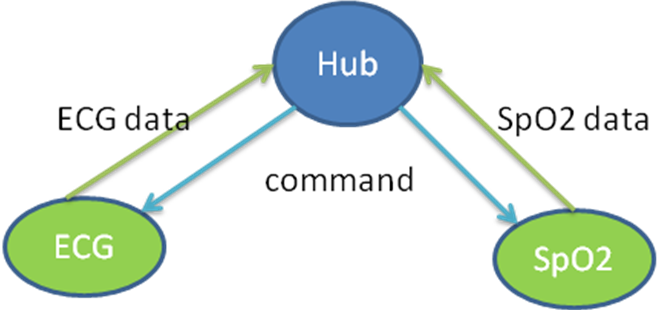 Hub
ECG data
SpO2 data
command
ECG
SpO2